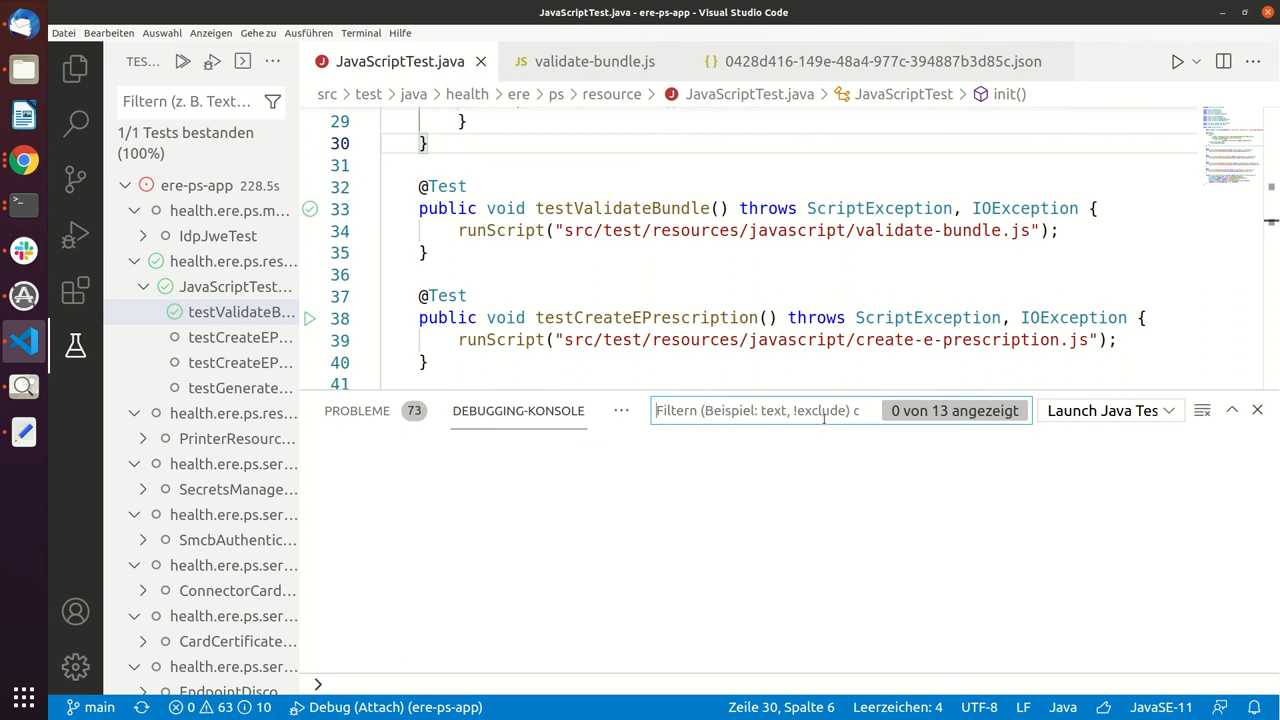 JavaScriptTest.java - ere-ps-app - Visual Studio Code
Datei Bearbeiten Auswahl Anzeigen Gehe zu Ausführen Terminal Hilfe
TES...
JavaScriptTest.java
JS validate-bundle.js
{} 0428d416-149e-48a4-977c-394887b3d85c.json
src > test > java > health > ere > ps > resource > JavaScriptTest.java > JavaScriptTest > init()
Filtern (z. B. Text...
1/1 Tests bestanden
(100%)
ere-ps-app 228.5s
health.ere.ps.m...
IdpJweTest
health.ere.ps.res...
JavaScriptTest...
testValidateB...
testCreateEP...
testCreateEP...
testGenerate...
health.ere.ps.res...
PrinterResourc...
health.ere.ps.ser...
SecretsManage...
health.ere.ps.ser...
SmcbAuthentic...
health.ere.ps.ser...
ConnectorCard...
health.ere.ps.ser...
CardCertificate...
health.ere.ps.ser...
EndpointDisco...
29 }
30 }
31
32 @Test
33 public void testValidateBundle() throws ScriptException, IOException {
34 runScript("src/test/resources/javascript/validate-bundle.js");
35 }
36
37 @Test
38 public void testCreateEPrescription() throws ScriptException, IOException {
39 runScript("src/test/resources/javascript/create-e-prescription.js");
40 }
41
PROBLEME 73 DEBUGGING-KONSOLE ... Filtern (Beispiel: text, !exclude) 0 von 13 angezeigt Launch Java Tes
main 0 63 10 Debug (Attach) (ere-ps-app) Zeile 30, Spalte 6 Leerzeichen: 4 UTF-8 LF Java JavaSE-11